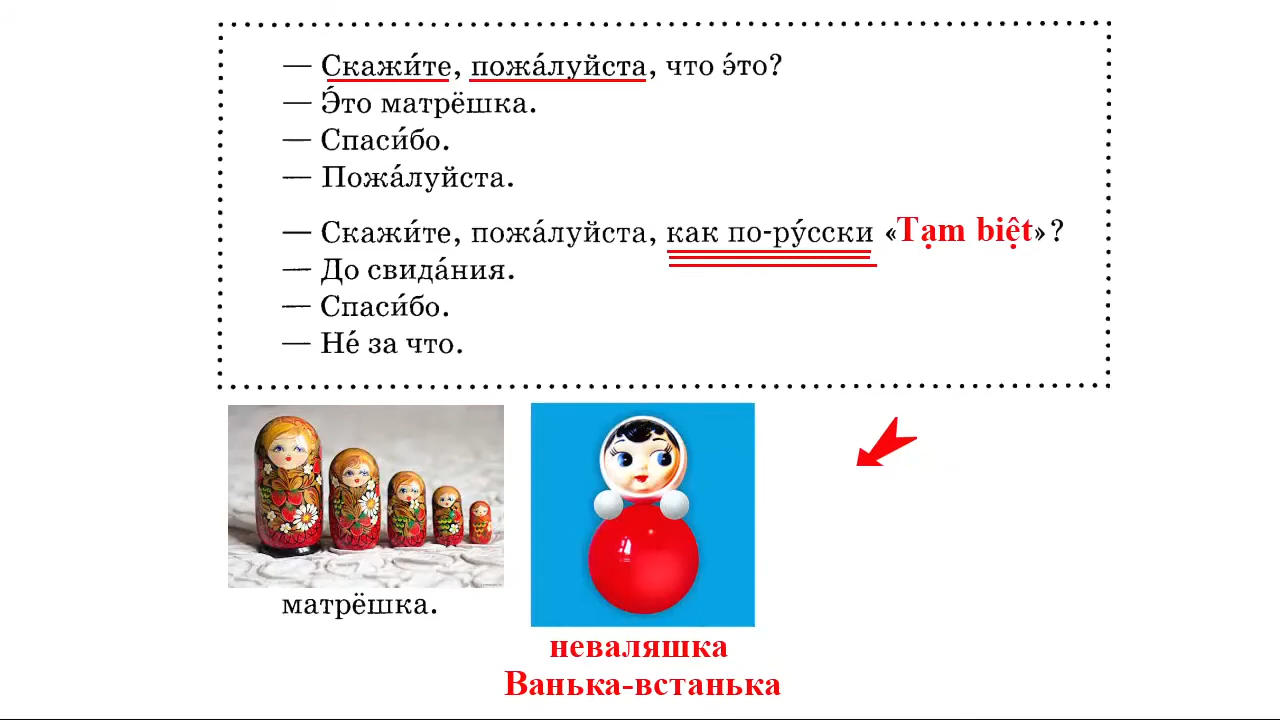 — Скажи́те, пожа́луйста, что э́то?
— Э́то матрёшка.
— Спаси́бо.
— Пожа́луйста.
— Скажи́те, пожа́луйста, как по-ру́сски «Tạm biệt»?
— До свида́ния.
— Спаси́бо.
— Не́ за что.
матрёшка.
неваляшка
Ванька-встанька